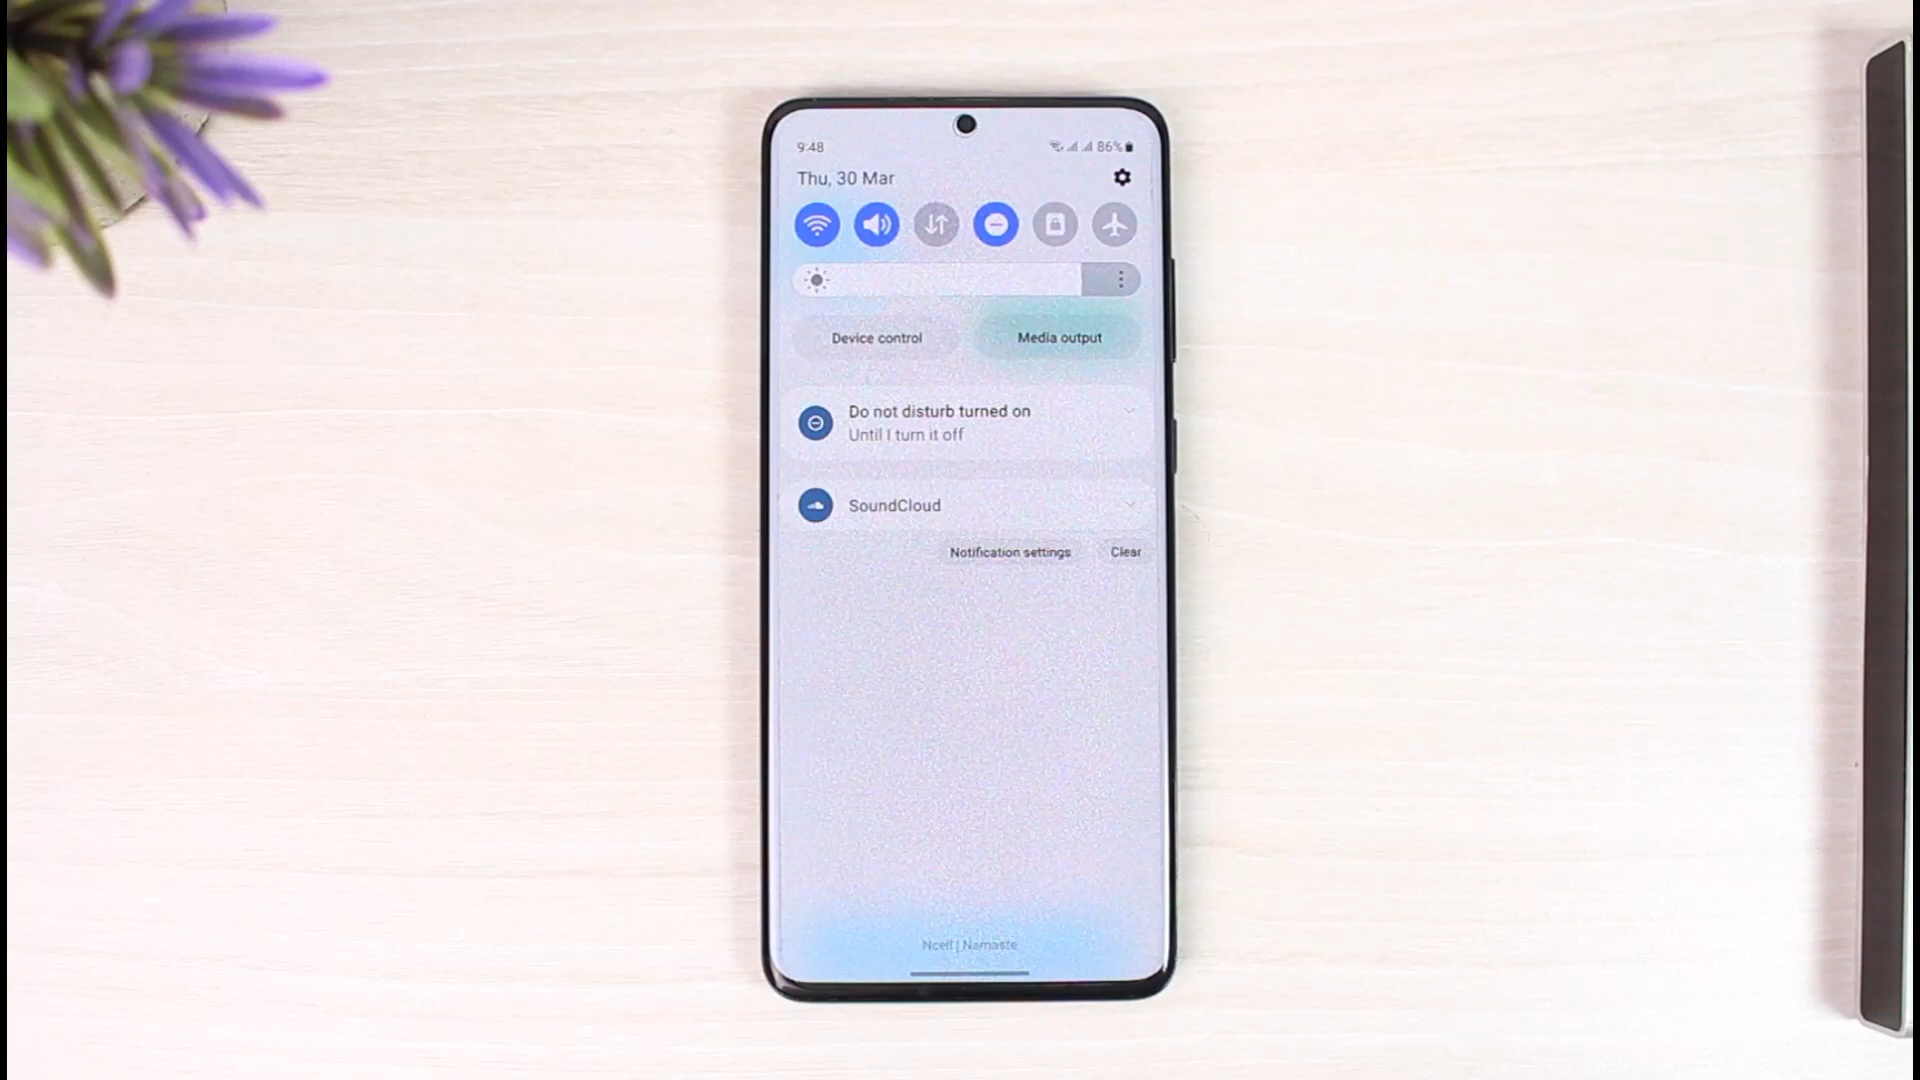 9:48
86%
Thu, 30 Mar
Device control
Media output
Do not disturb turned on
Until I turn it off
SoundCloud
Notification settings
Clear
Ncell | Namaste